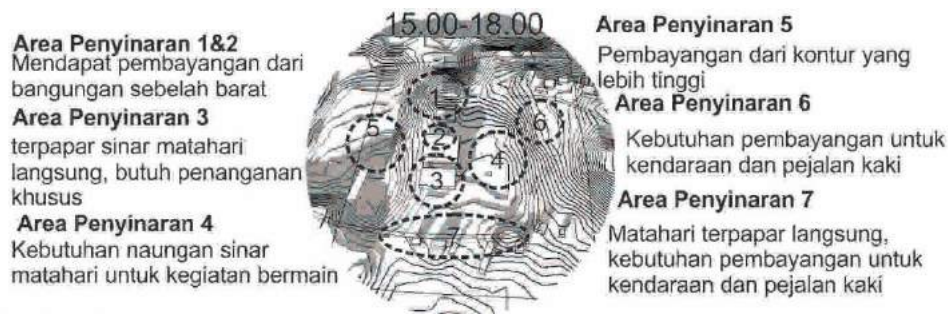 15.00-18.00
Area Penyinaran 1&2
Mendapat pembayangan dari
bangunan sebelah barat
Area Penyinaran 3
terpapar sinar matahari
langsung, butuh penanganan
khusus
Area Penyinaran 4
Kebutuhan naungan sinar
matahari untuk kegiatan bermain
1
2
3
4
5
6
7
Area Penyinaran 5
Pembayangan dari kontur yang
lebih tinggi
Area Penyinaran 6
Kebutuhan pembayangan untuk
kendaraan dan pejalan kaki
Area Penyinaran 7
Matahari terpapar langsung,
kebutuhan pembayangan untuk
kendaraan dan pejalan kaki